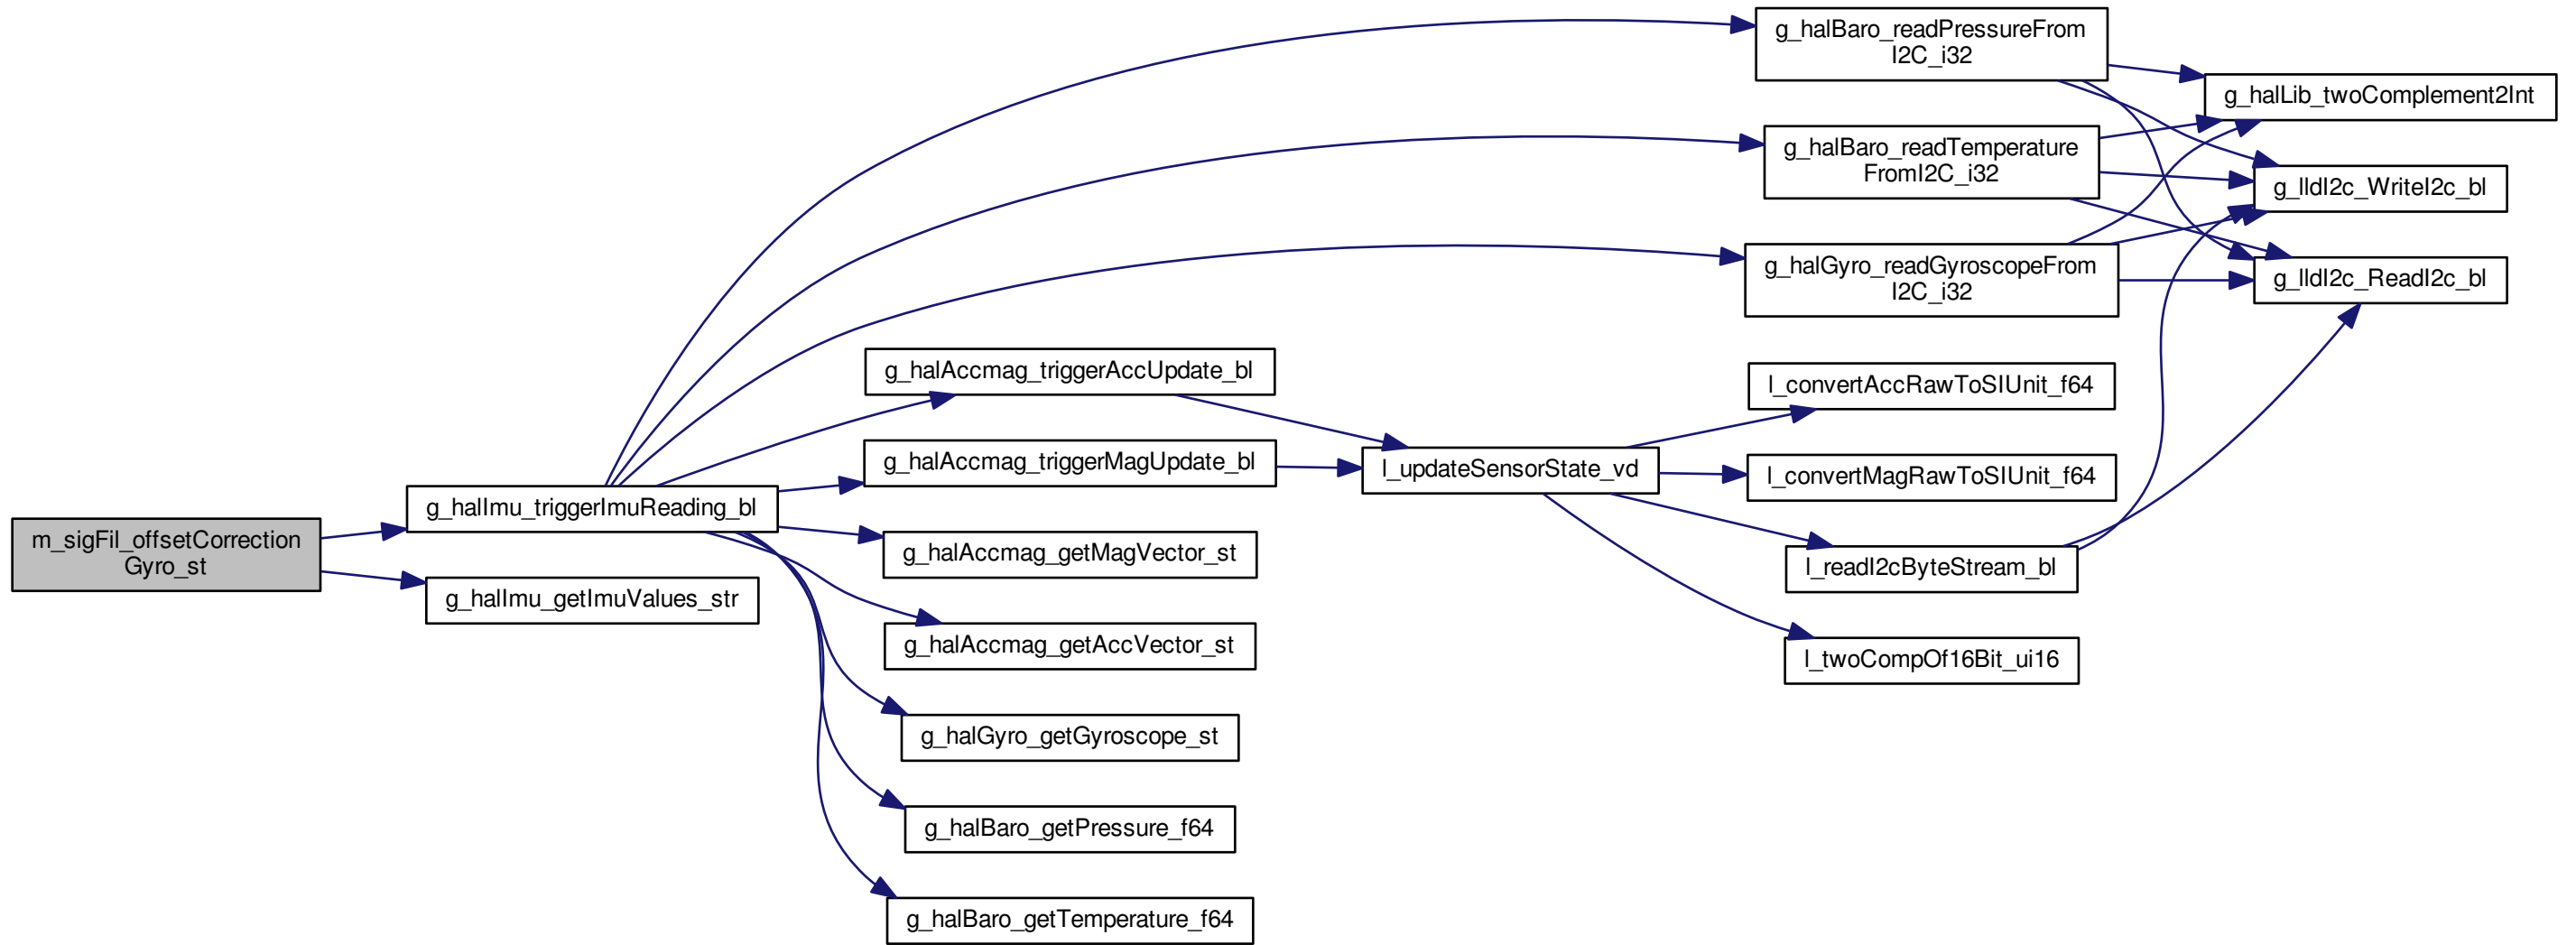 m_sigFil_offsetCorrection
Gyro_st
g_halImu_triggerImuReading_bl
g_halImu_getImuValues_str
g_halAccmag_triggerAccUpdate_bl
g_halAccmag_triggerMagUpdate_bl
g_halAccmag_getMagVector_st
g_halAccmag_getAccVector_st
g_halGyro_getGyroscope_st
g_halBaro_getPressure_f64
g_halBaro_getTemperature_f64
l_updateSensorState_vd
g_halBaro_readPressureFrom
I2C_i32
g_halBaro_readTemperature
FromI2C_i32
g_halGyro_readGyroscopeFrom
I2C_i32
l_convertAccRawToSIUnit_f64
l_convertMagRawToSIUnit_f64
l_readI2cByteStream_bl
l_twoCompOf16Bit_ui16
g_halLib_twoComplement2Int
g_lldI2c_WriteI2c_bl
g_lldI2c_ReadI2c_bl